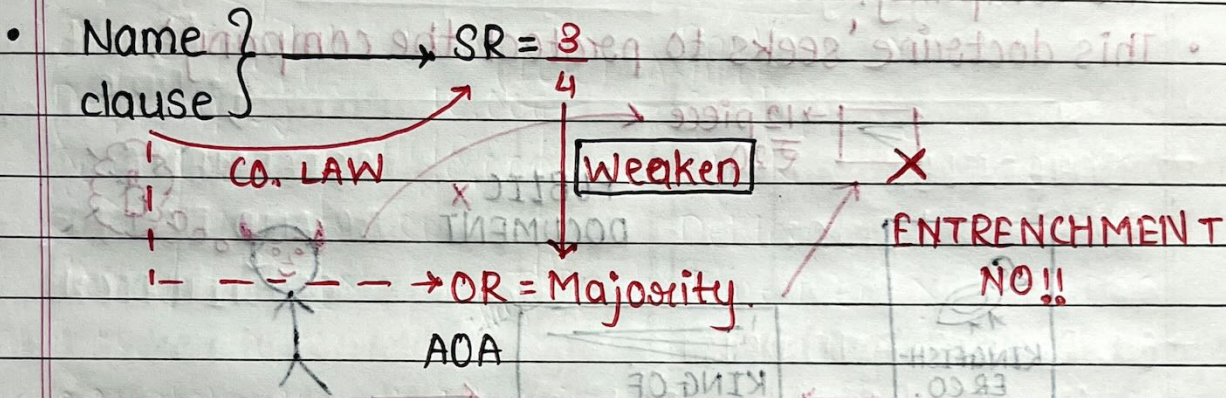 • Name } → SR = 3/4
clause
CO. LAW
Weaken
X
ENTRENCHMENT
NO!!
→ OR = Majority
AOA